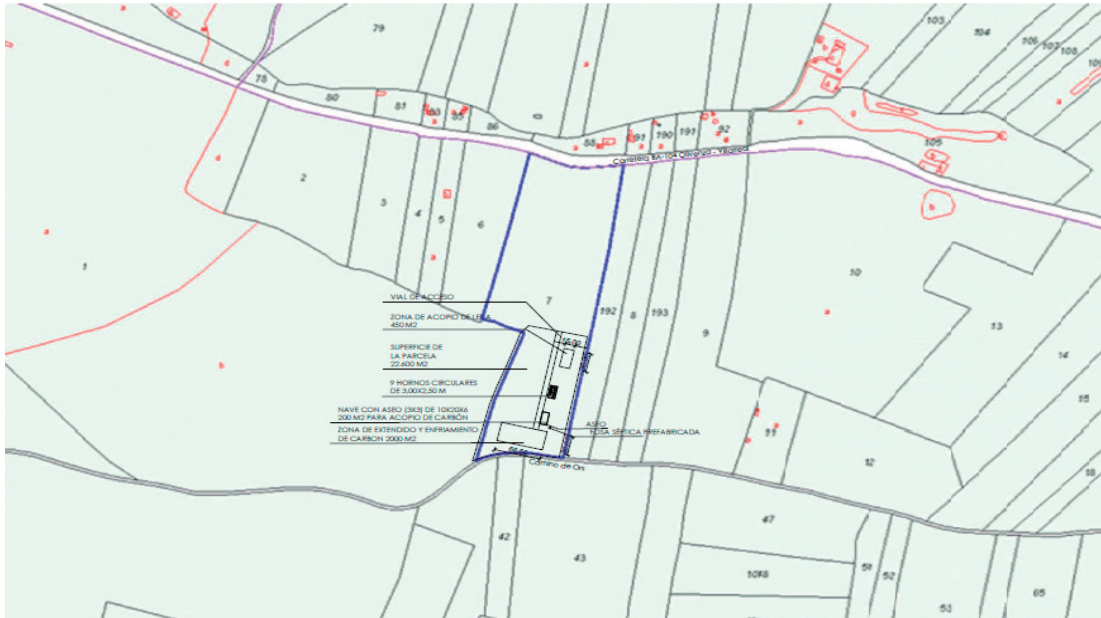 79
103
104
106
107
108
78
80
81
83
85
86
88
191
190
191
92
105
Carretera BA-104 Olivenza - Villarreal
2
3
4
5
6
1
7
192
8
193
9
10
13
14
15
11
12
18
VIAL DE ACCESO
ZONA DE ACOPIO DE LEÑA
450 M2
SUPERFICIE DE
LA PARCELA
22.600 M2
9 HORNOS CIRCULARES
DE 3,00X2,50 M
NAVE CON ASEO (3X3) DE 10X20X6
200 M2 PARA ACOPIO DE CARBÓN
ZONA DE EXTENDIDO Y ENFRIAMIENTO
DE CARBON 2000 M2
ASEO
FOSA SÉPTICA PREFABRICADA
Camino de Ors
42
43
47
1078
51
52
53
65
a
a
a
b
b
d
d